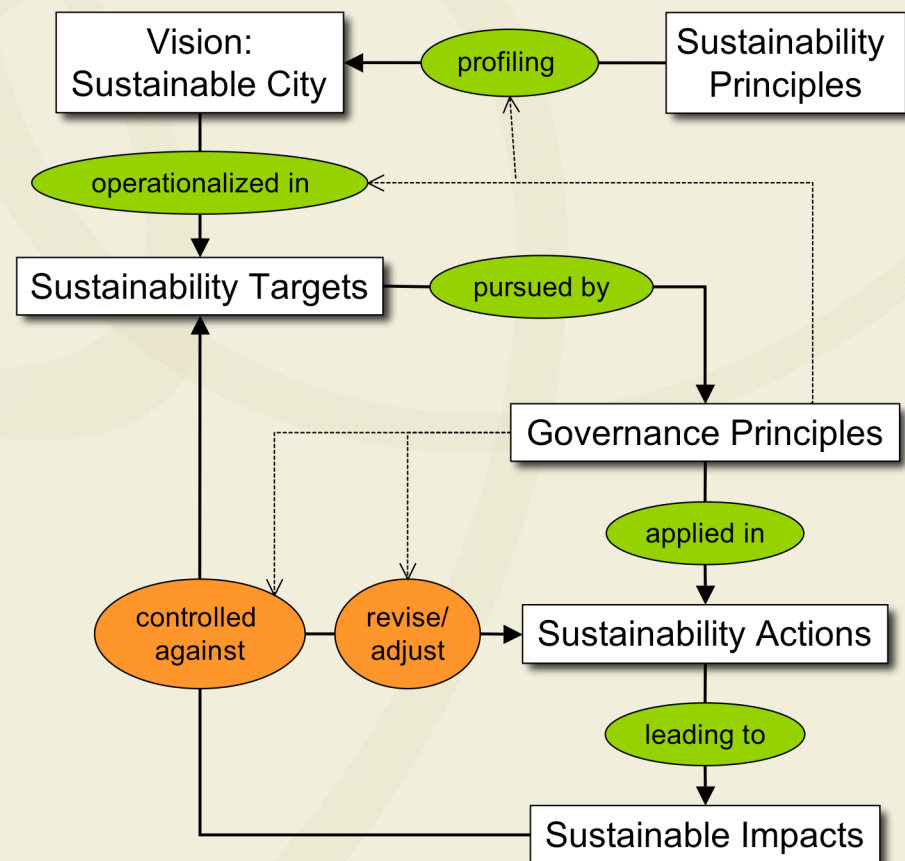 Vision:
Sustainable City
profiling
Sustainability
Principles
operationalized in
Sustainability Targets
pursued by
Governance Principles
applied in
controlled
against
revise/
adjust
Sustainability Actions
leading to
Sustainable Impacts